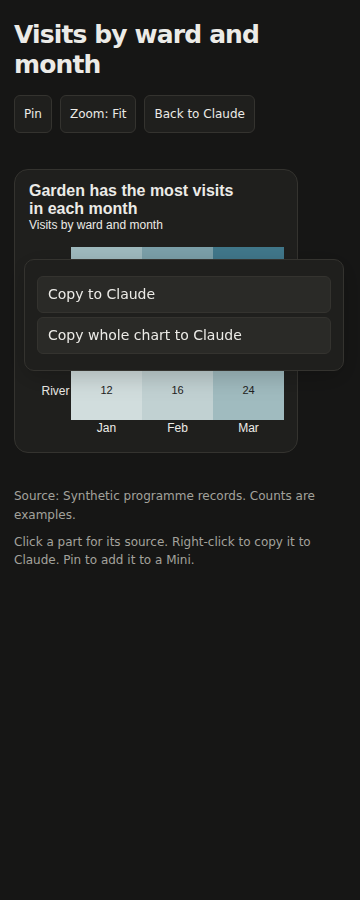 Visits by ward and
month
Pin
Zoom: Fit
Back to Claude
Garden has the most visits
in each month
Visits by ward and month
Copy to Claude
Copy whole chart to Claude
River 12 16 24
Jan Feb Mar
Source: Synthetic programme records. Counts are
examples.
Click a part for its source. Right-click to copy it to
Claude. Pin to add it to a Mini.